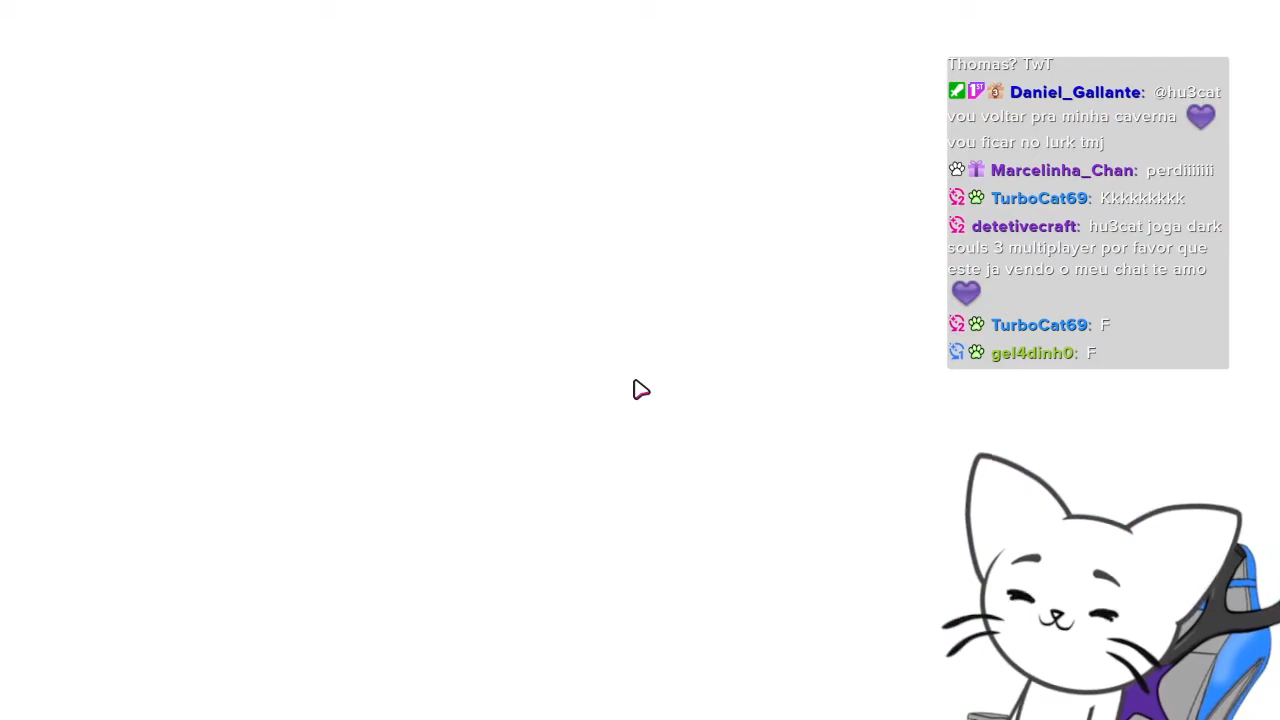 Thomas? TwT
Daniel_Gallante: @hu3cat
vou voltar pra minha caverna
vou ficar no lurk tmj
Marcelinha_Chan: perdiiiiiii
TurboCat69: Kkkkkkkkk
detetivecraft: hu3cat joga dark
souls 3 multiplayer por favor que
este ja vendo o meu chat te amo
TurboCat69: F
gel4dinh0: F